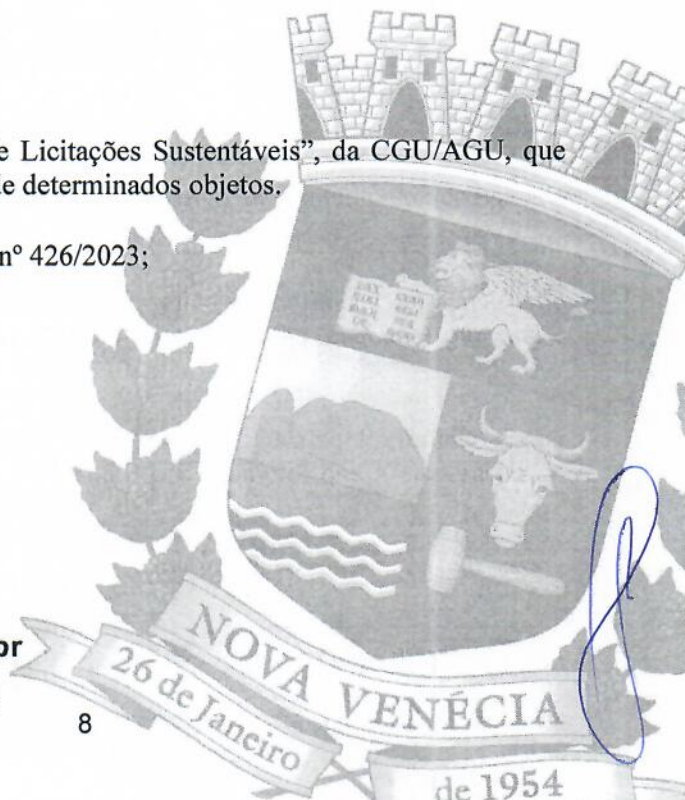 e Licitações Sustentáveis”, da CGU/AGU, que
le determinados objetos.
nº 426/2023;
or
8
NOVA VENÉCIA
26 de Janeiro
de 1954